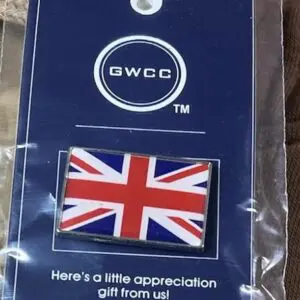 GWCC
TM
Here's a little appreciation
gift from us!